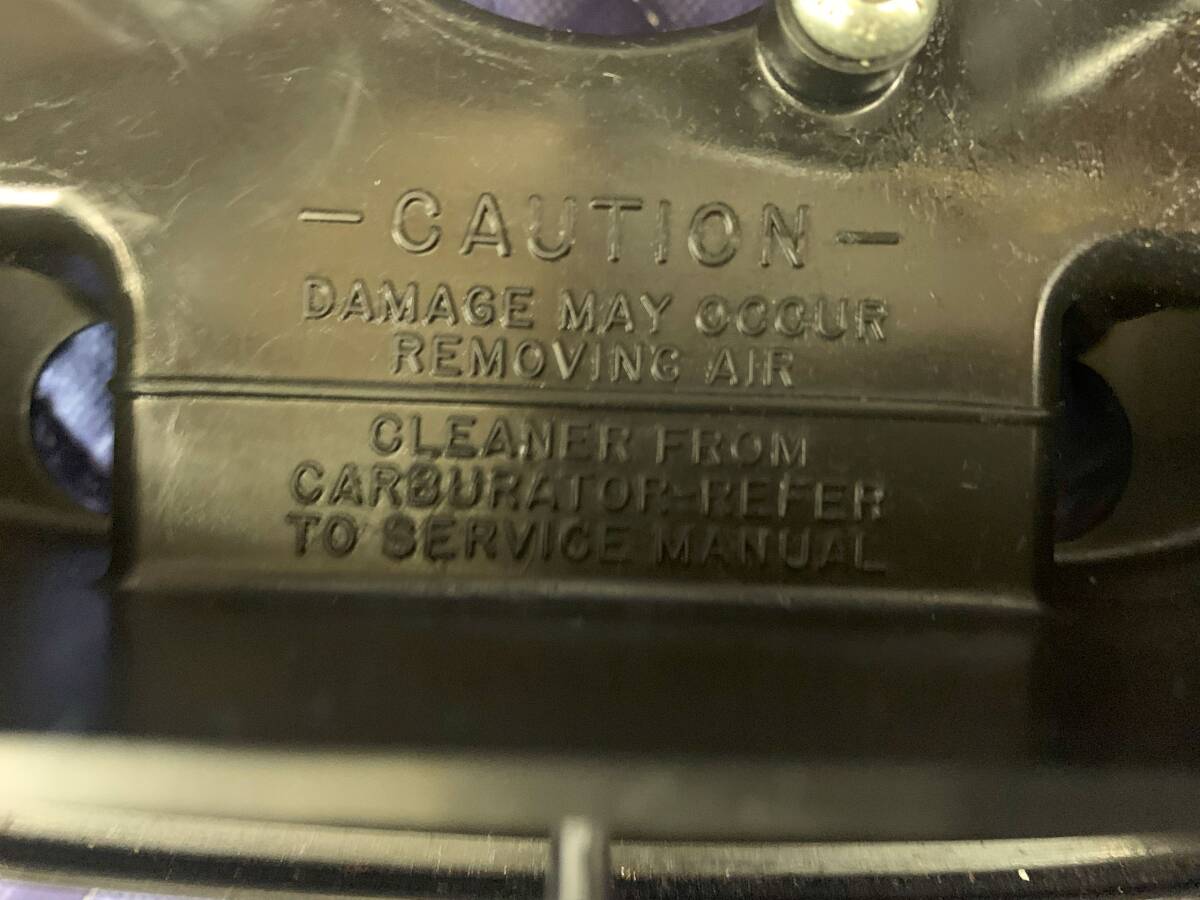 - CAUTION -
DAMAGE MAY OCCUR
REMOVING AIR
CLEANER FROM
CARBURATOR-REFER
TO SERVICE MANUAL